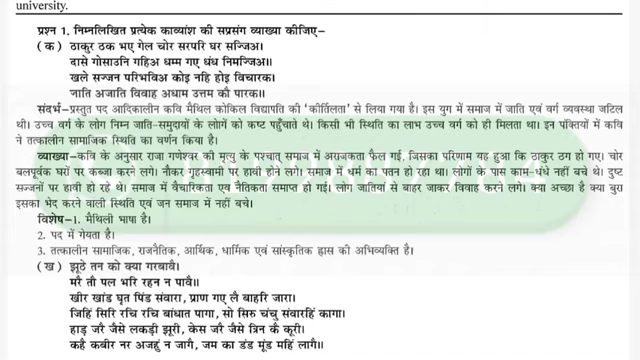 university.
प्रश्न 1. निम्नलिखित प्रत्येक काव्यांश की सप्रसंग व्याख्या कीजिए–
(क) ठाकुर ठक भए गेल चोर सरपरि घर सज्जिअ।
दासे गोसाउनि गहिअ धम्म गए धंध निमज्जिअ।।
खले सज्जन परिभविअ कोइ नहि होइ विचारक।
जाति अजाति विवाह अधाम उत्तम कौ पारक।।
संदर्भ–प्रस्तुत पद आदिकालीन कवि मैथिल कोकिल विद्यापति की 'कीर्तिलता' से लिया गया है। इस युग में समाज में जाति एवं वर्ग व्यवस्था जटिल
थी। उच्च वर्ग के लोग निम्न जाति-समुदायों के लोगों को कष्ट पहुँचाते थे। किसी भी स्थिति का लाभ उच्च वर्ग को ही मिलता था। इन पंक्तियों में कवि
ने तत्कालीन सामाजिक स्थिति का वर्णन किया है।
व्याख्या–कवि के अनुसार राजा गणेश्वर की मृत्यु के पश्चात् समाज में अराजकता फैल गई, जिसका परिणाम यह हुआ कि ठाकुर ठग हो गए। चोर
बलपूर्वक घरों पर कब्जा करने लगे। नौकर गृहस्वामी पर हावी होने लगे। समाज में धर्म का पतन हो रहा था। लोगों के पास काम-धंधे नहीं बचे थे। दुष्ट
सज्जनों पर हावी हो रहे थे। समाज में वैचारिकता एवं नैतिकता समाप्त हो गई। लोग जातियों से बाहर जाकर विवाह करने लगे। क्या अच्छा है क्या बुरा
इसका भेद करने वाली स्थिति एवं जन समाज में नहीं बचे।
विशेष–1. मैथिली भाषा है।
2. पद में गेयता है।
3. तत्कालीन सामाजिक, राजनैतिक, आर्थिक, धार्मिक एवं सांस्कृतिक ह्रास की अभिव्यक्ति है।
(ख) झूठे तन को क्या गरबावै।
मरै तौ पल भरि रहन न पावै।।
खीर खांड घृत पिंड संवारा, प्राण गए लै बाहरि जारा।
जिहिं सिरि रचि रचि बांधात पागा, सो सिरु चंचु संवारहिं कागा।
हाड़ जरै जैसे लकड़ी झूरी, केस जरै जैसे त्रिन कै कूरी।
कहै कबीर नर अजहुं न जागै, जम का डंड मूंड महिं लागै।।